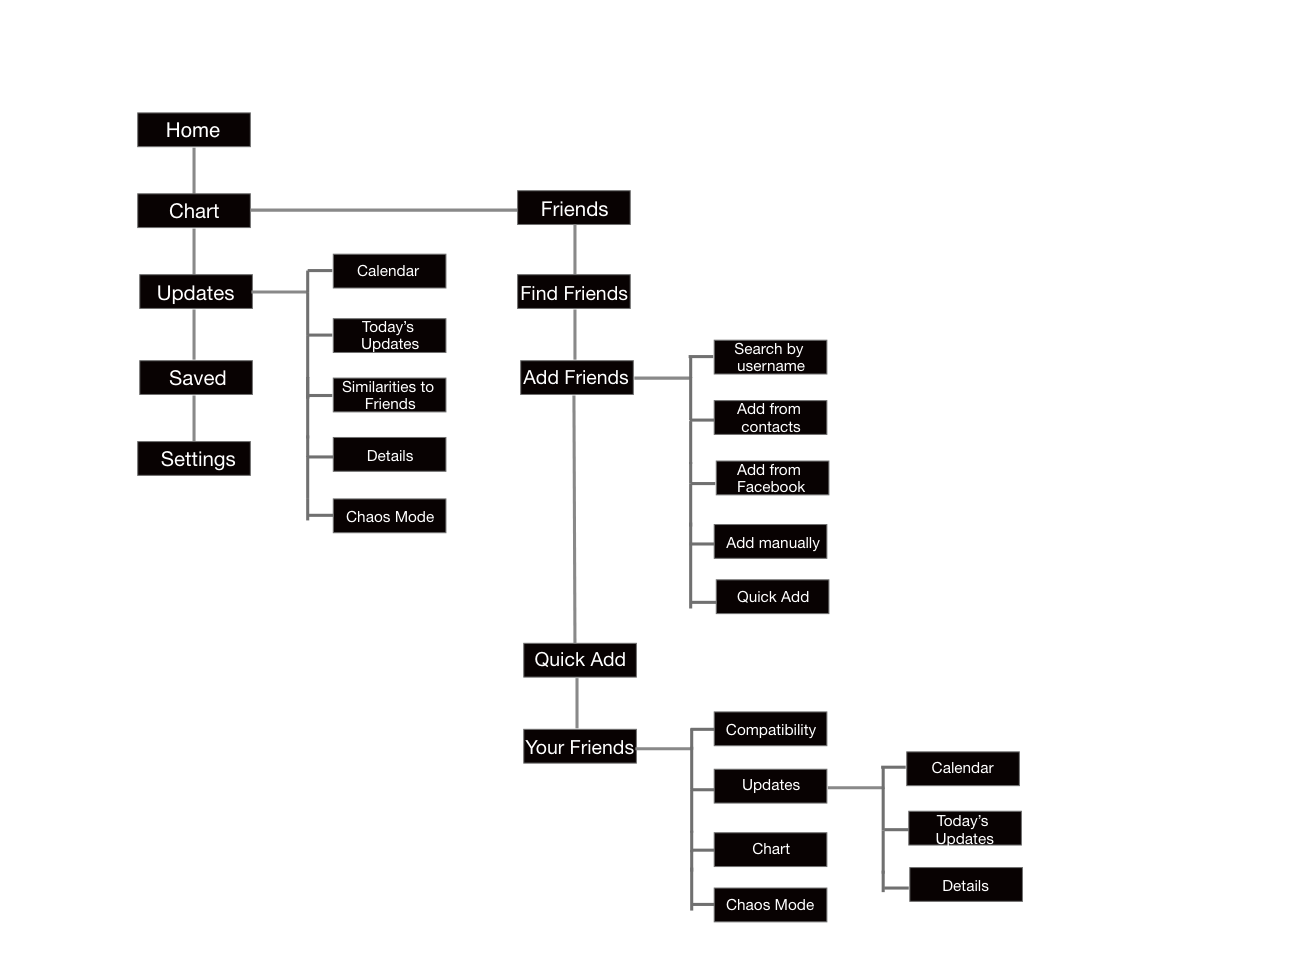 Home
Chart
Friends
Updates
Calendar
Today’s
Updates
Similarities to
Friends
Details
Chaos Mode
Saved
Settings
Find Friends
Add Friends
Search by
username
Add from
contacts
Add from
Facebook
Add manually
Quick Add
Quick Add
Your Friends
Compatibility
Updates
Chart
Chaos Mode
Calendar
Today’s
Updates
Details